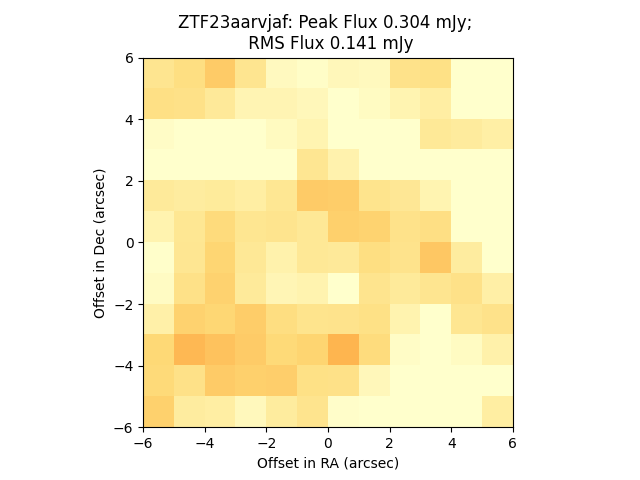 ZTF23aarvjaf: Peak Flux 0.304 mJy;
RMS Flux 0.141 mJy
6
4
2
0
−2
−4
−6
Offset in Dec (arcsec)
−6 −4 −2 0 2 4 6
Offset in RA (arcsec)